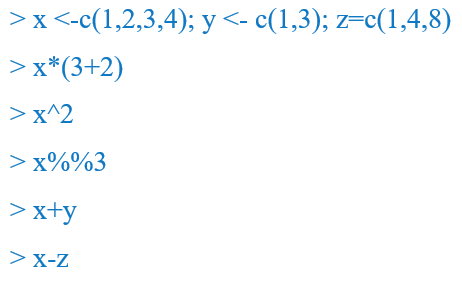 > x <-c(1,2,3,4); y <- c(1,3); z=c(1,4,8)
> x*(3+2)
> x^2
> x%%3
> x+y
> x-z